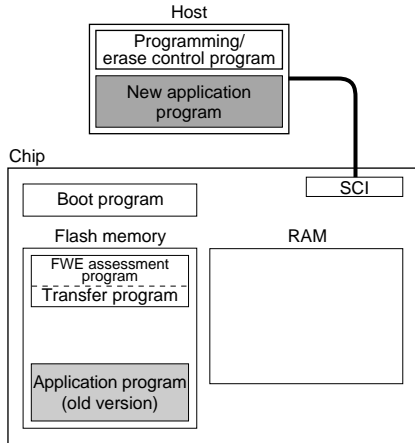 Host
Programming/
erase control program
New application
program
Chip
SCI
Boot program
Flash memory
RAM
FWE assessment
program
Transfer program
Application program
(old version)